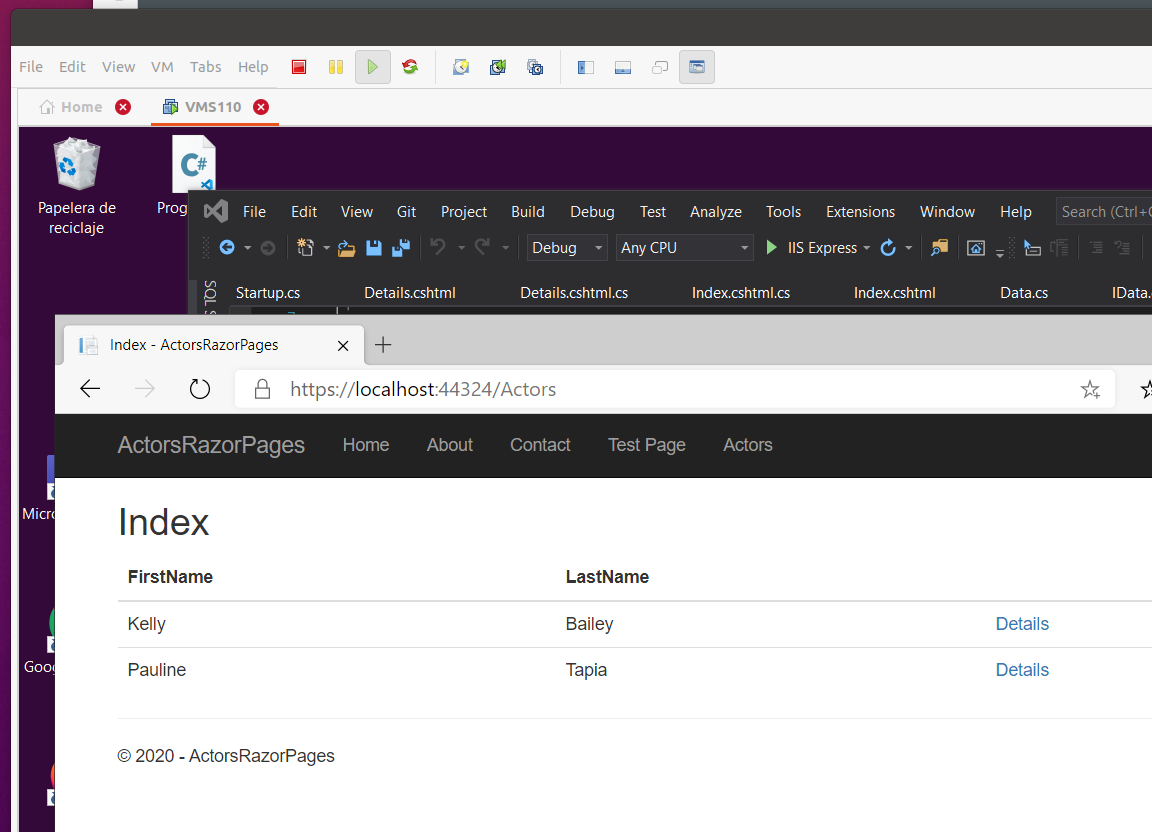 File Edit View VM Tabs Help
Home VMS110
Papelera de
reciclaje
C#
Prog
File Edit View Git Project Build Debug Test Analyze Tools Extensions Window Help Search (Ctrl+
Debug Any CPU IIS Express
SQL
Startup.cs Details.cshtml Details.cshtml.cs Index.cshtml.cs Index.cshtml Data.cs IData.
Index - ActorsRazorPages
https://localhost:44324/Actors
ActorsRazorPages Home About Contact Test Page Actors
Index
FirstName LastName
Kelly Bailey Details
Pauline Tapia Details
© 2020 - ActorsRazorPages
Micro
Goog